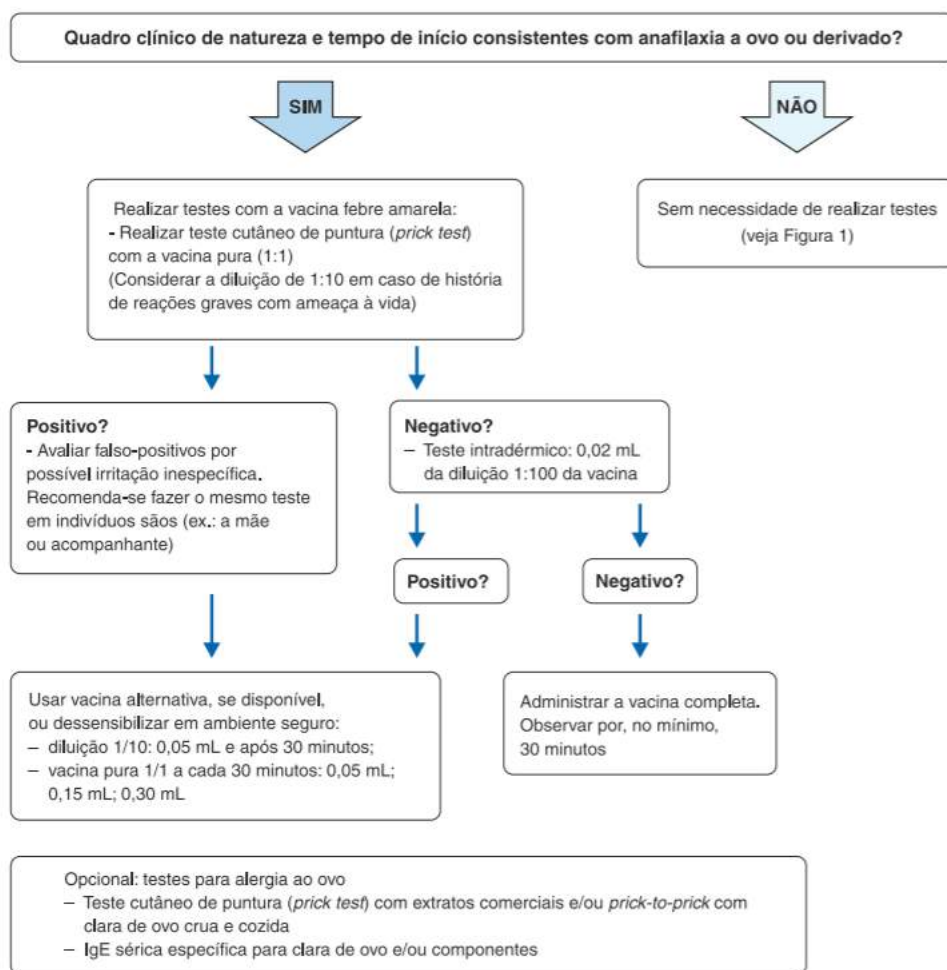 Quadro clínico de natureza e tempo de início consistentes com anafilaxia a ovo ou derivado?
SIM
NÃO
Realizar testes com a vacina febre amarela:
- Realizar teste cutâneo de puntura (prick test)
com a vacina pura (1:1)
(Considerar a diluição de 1:10 em caso de história
de reações graves com ameaça à vida)
Sem necessidade de realizar testes
(veja Figura 1)
Positivo?
- Avaliar falso-positivos por
possível irritação inespecífica.
Recomenda-se fazer o mesmo teste
em indivíduos sãos (ex.: a mãe
ou acompanhante)
Negativo?
– Teste intradérmico: 0,02 mL
da diluição 1:100 da vacina
Positivo?
Negativo?
Usar vacina alternativa, se disponível,
ou dessensibilizar em ambiente seguro:
– diluição 1/10: 0,05 mL e após 30 minutos;
– vacina pura 1/1 a cada 30 minutos: 0,05 mL;
0,15 mL; 0,30 mL
Administrar a vacina completa.
Observar por, no mínimo,
30 minutos
Opcional: testes para alergia ao ovo
– Teste cutâneo de puntura (prick test) com extratos comerciais e/ou prick-to-prick com
clara de ovo crua e cozida
– IgE sérica específica para clara de ovo e/ou componentes